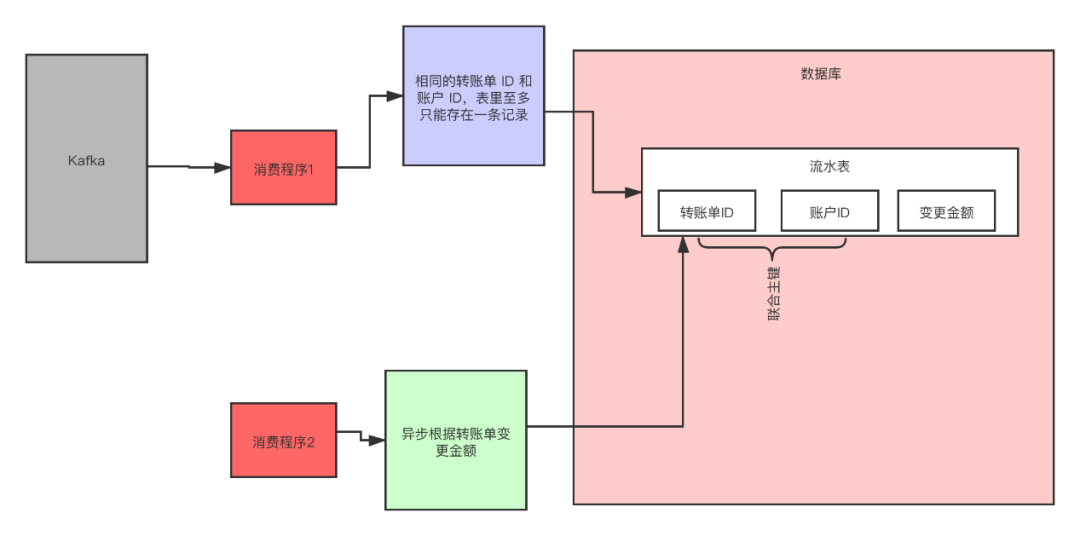 Kafka
消费程序1
相同的转账单 ID 和
账户 ID，表里至多
只能存在一条记录
数据库
流水表
转账单ID
账户ID
变更金额
联合主键
消费程序2
异步根据转账单变
更金额